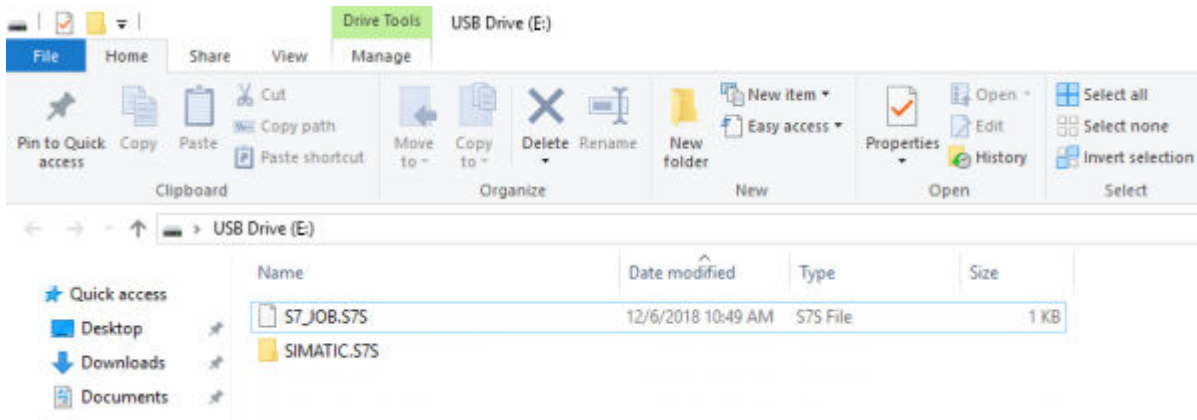 Drive Tools USB Drive (E:)
File Home Share View Manage
Pin to Quick access
Copy
Paste
Cut
Copy path
Paste shortcut
Clipboard
Move to
Copy to
Delete
Rename
Organize
New folder
New item
Easy access
New
Properties
Open
Edit
History
Open
Select all
Select none
Invert selection
Select
USB Drive (E:)
Quick access
Desktop
Downloads
Documents
Name Date modified Type Size
S7_JOB.S7S 12/6/2018 10:49 AM S7S File 1 KB
SIMATIC.S7S